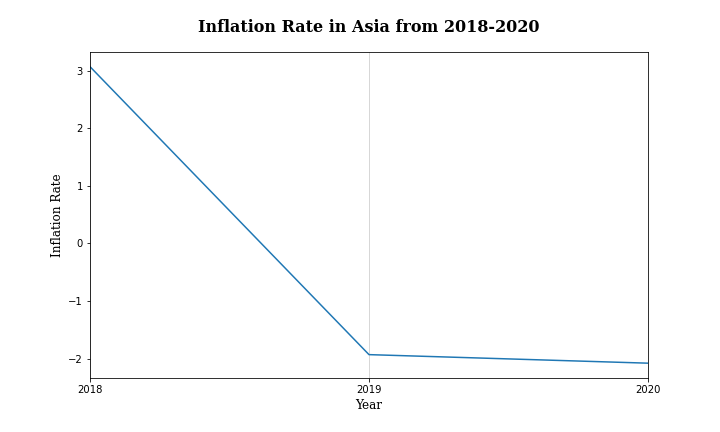 Inflation Rate in Asia from 2018-2020
3
2
1
0
−1
−2
Inflation Rate
2018 2019 2020
Year